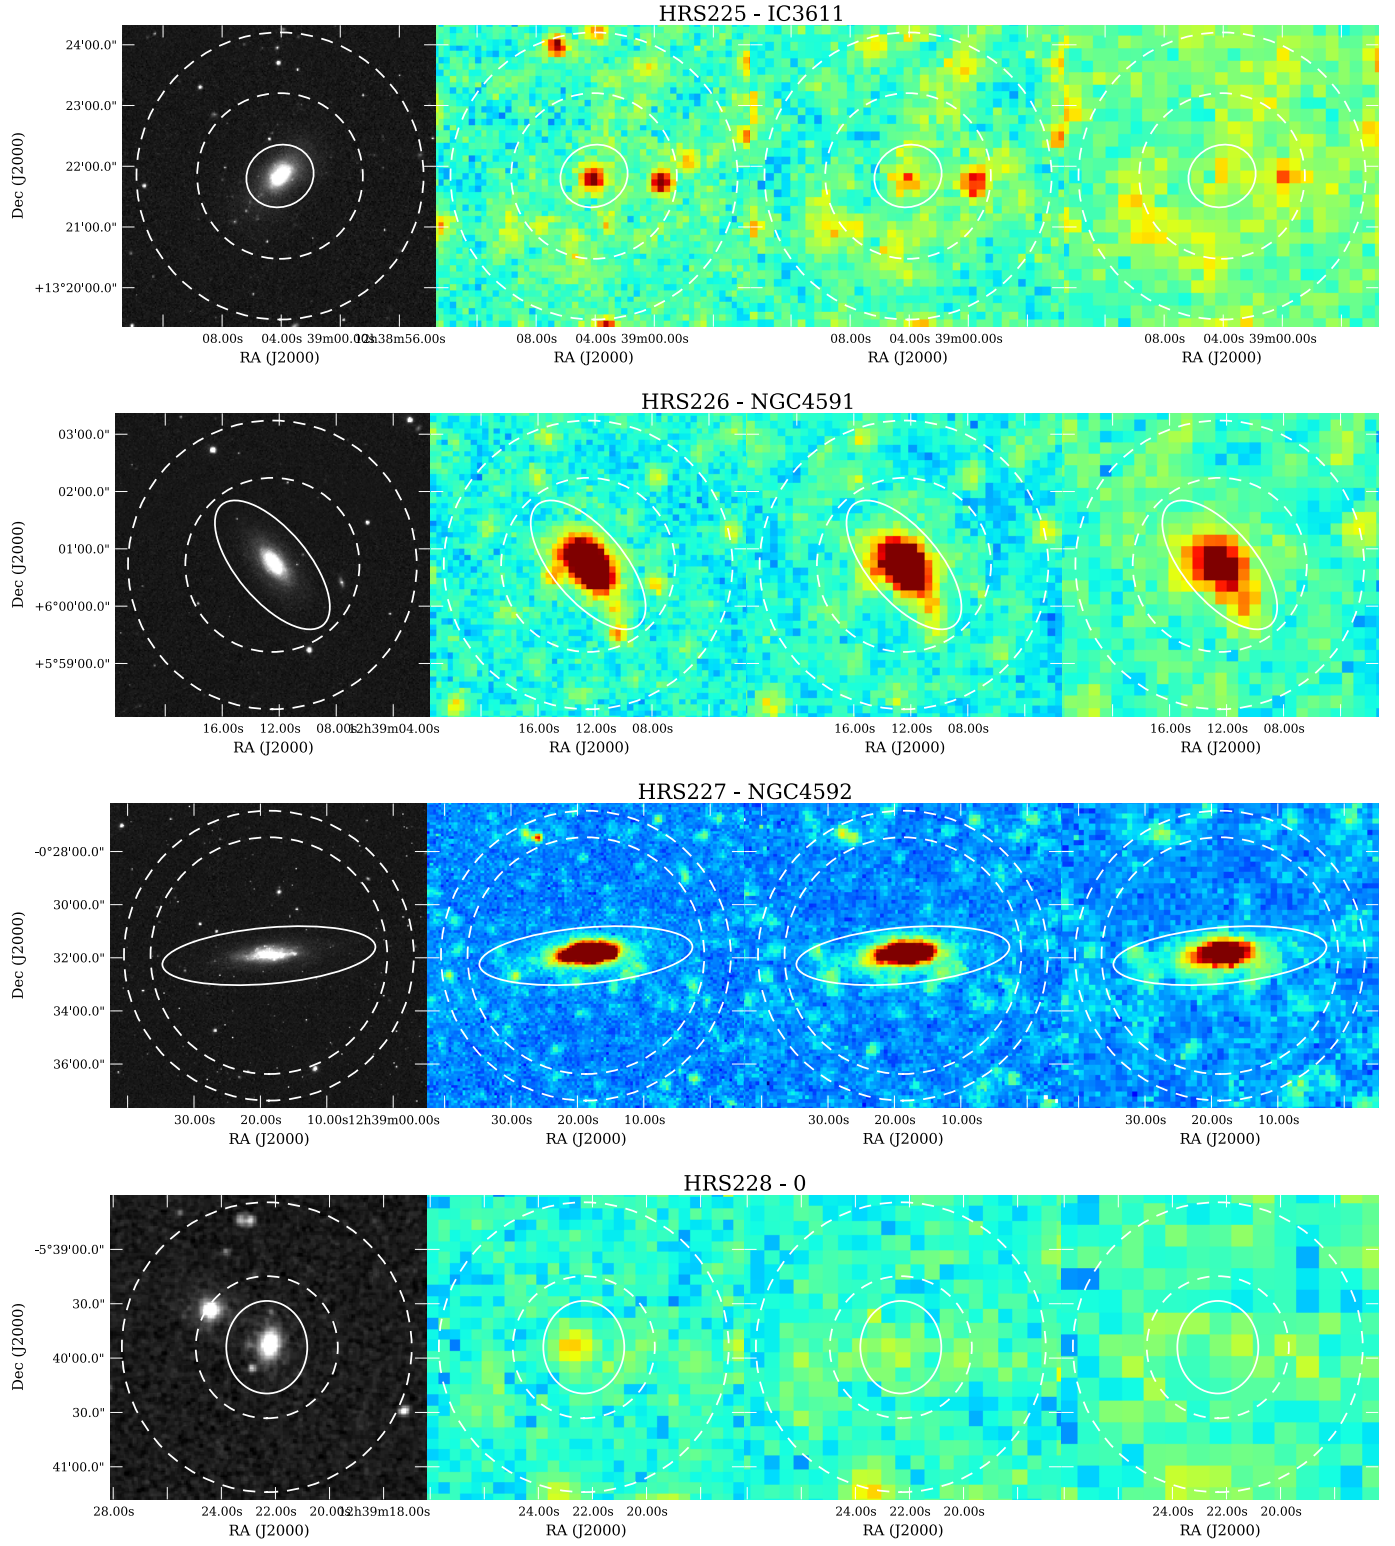 HRS225 - IC3611
24'00.0"
23'00.0"
22'00.0"
21'00.0"
+13°20'00.0"
Dec (J2000)
08.00s 04.00s 39m00.00s 12h38m56.00s 08.00s 04.00s 39m00.00s 08.00s 04.00s 39m00.00s 08.00s 04.00s 39m00.00s
RA (J2000) RA (J2000) RA (J2000) RA (J2000)
HRS226 - NGC4591
03'00.0"
02'00.0"
01'00.0"
+6°00'00.0"
+5°59'00.0"
Dec (J2000)
16.00s 12.00s 08.00s 12h39m04.00s 16.00s 12.00s 08.00s 16.00s 12.00s 08.00s 16.00s 12.00s 08.00s
RA (J2000) RA (J2000) RA (J2000) RA (J2000)
HRS227 - NGC4592
-0°28'00.0"
30'00.0"
32'00.0"
34'00.0"
36'00.0"
Dec (J2000)
30.00s 20.00s 10.00s 12h39m00.00s 30.00s 20.00s 10.00s 30.00s 20.00s 10.00s 30.00s 20.00s 10.00s
RA (J2000) RA (J2000) RA (J2000) RA (J2000)
HRS228 - 0
-5°39'00.0"
30.0"
40'00.0"
30.0"
41'00.0"
Dec (J2000)
28.00s 24.00s 22.00s 20.00s 12h39m18.00s 24.00s 22.00s 20.00s 24.00s 22.00s 20.00s 24.00s 22.00s 20.00s
RA (J2000) RA (J2000) RA (J2000) RA (J2000)